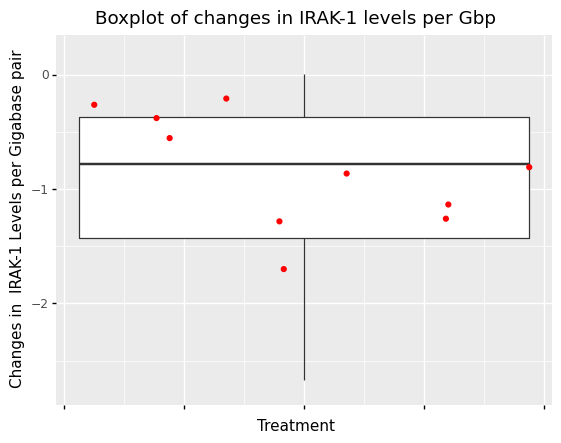 Boxplot of changes in IRAK-1 levels per Gbp
Changes in  IRAK-1 Levels per Gigabase pair
0
−1
−2
Treatment